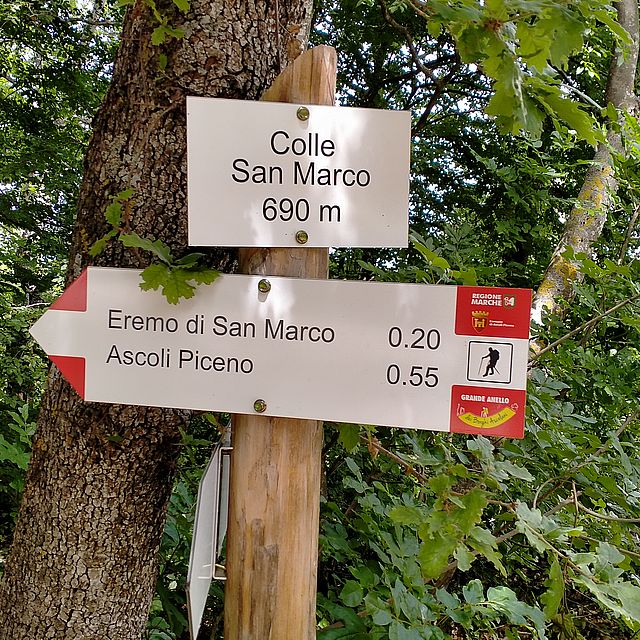 Colle
San Marco
690 m
Eremo di San Marco 0.20
Ascoli Piceno 0.55
REGIONE
MARCHE
GRANDE ANELLO